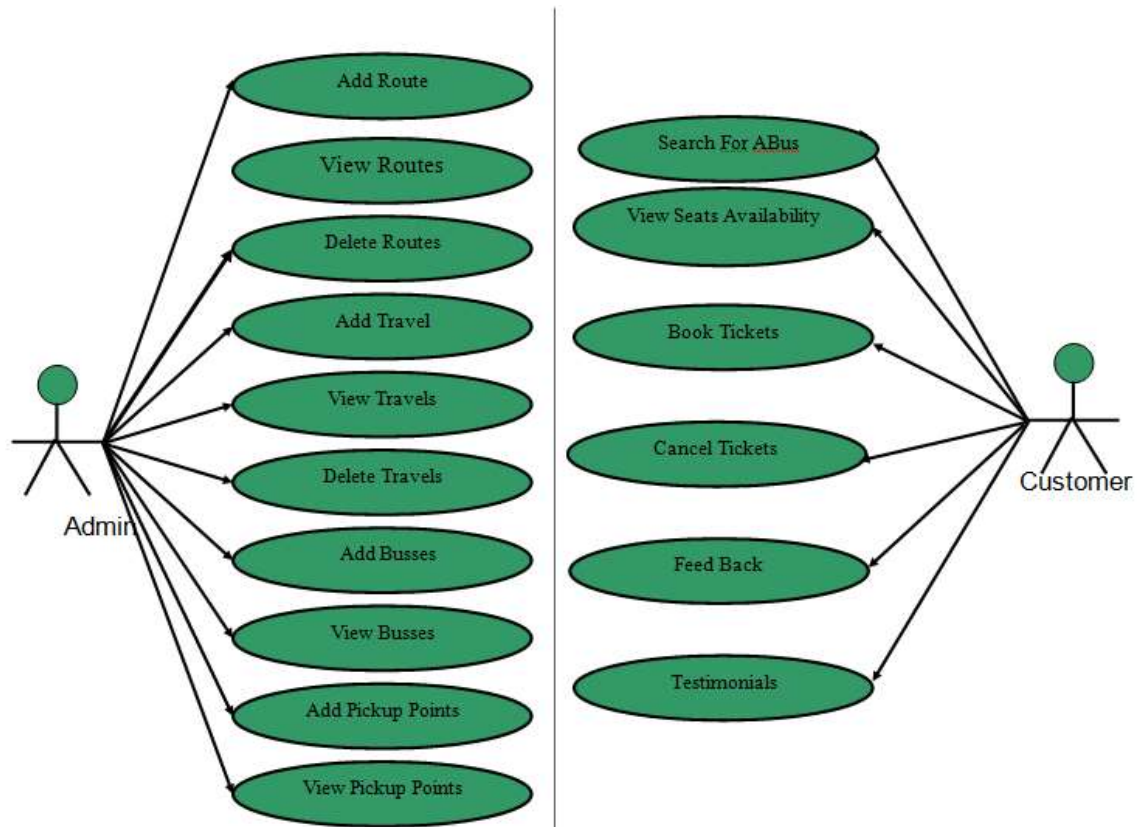 Add Route
View Routes
Delete Routes
Add Travel
View Travels
Delete Travels
Add Busses
View Busses
Add Pickup Points
View Pickup Points
Admin
Search For ABus
View Seats Availability
Book Tickets
Cancel Tickets
Feed Back
Testimonials
Customer